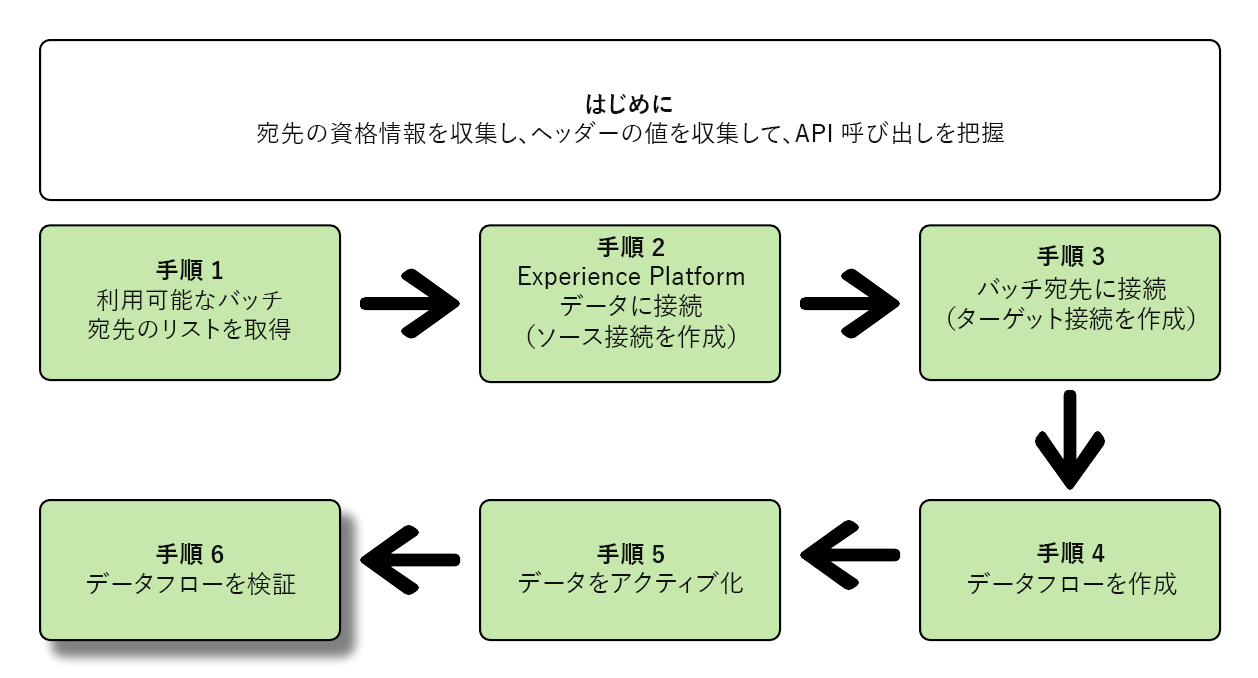 はじめに
宛先の資格情報を収集し、ヘッダーの値を収集して、API 呼び出しを把握
手順 1
利用可能なバッチ
宛先のリストを取得
手順 2
Experience Platform
データに接続
（ソース接続を作成）
手順 3
バッチ宛先に接続
（ターゲット接続を作成）
手順 4
データフローを作成
手順 5
データをアクティブ化
手順 6
データフローを検証